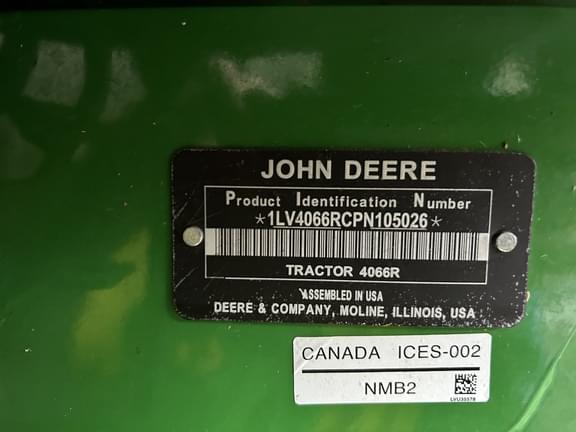 JOHN DEERE
Product Identification Number
*1LV4066RCPN105026*
TRACTOR 4066R
ASSEMBLED IN USA
DEERE & COMPANY, MOLINE, ILLINOIS, USA
CANADA ICES-002
NMB2
LVU30378